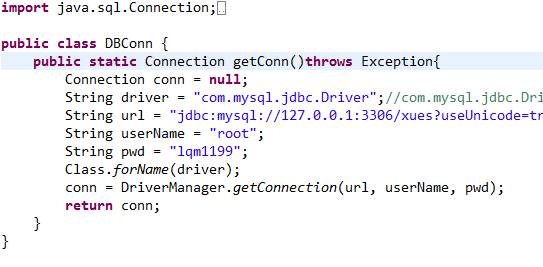 import java.sql.Connection;
public class DBConn {
public static Connection getConn()throws Exception{
Connection conn = null;
String driver = "com.mysql.jdbc.Driver";//com.mysql.jdbc.Dri
String url = "jdbc:mysql://127.0.0.1:3306/xues?useUnicode=tr
String userName = "root";
String pwd = "lqm1199";
Class.forName(driver);
conn = DriverManager.getConnection(url, userName, pwd);
return conn;
}
}